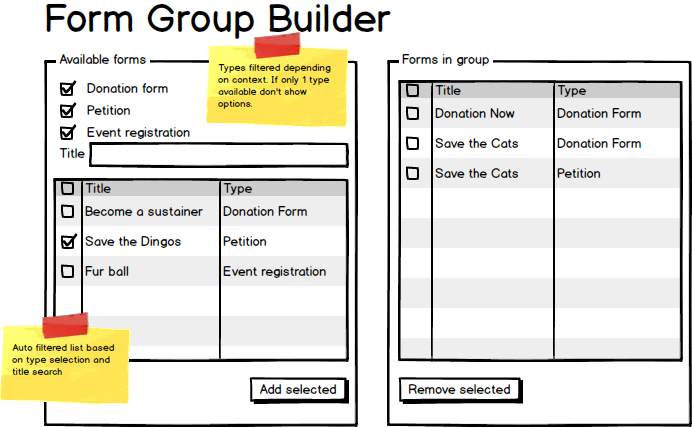 Form Group Builder
Available forms
Types filtered depending
on context. If only 1 type
available don't show
options.
Donation form
Petition
Event registration
Title
Title Type
Become a sustainer Donation Form
Save the Dingos Petition
Fur ball Event registration
Auto filtered list based
on type selection and
title search
Add selected
Forms in group
Title Type
Donation Now Donation Form
Save the Cats Donation Form
Save the Cats Petition
Remove selected